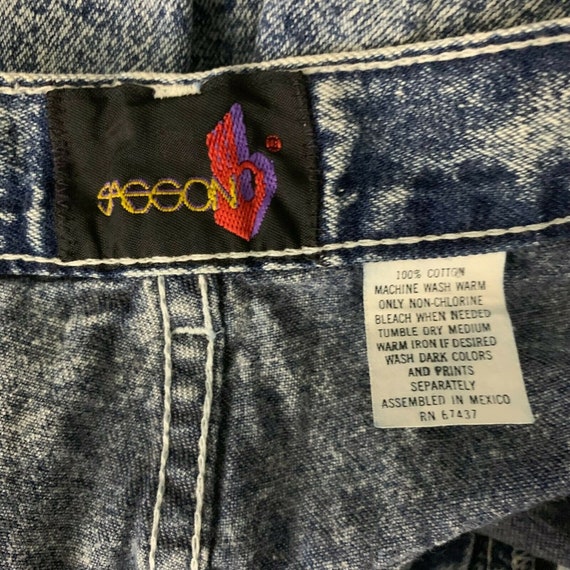 SASSON
100% COTTON
MACHINE WASH WARM
ONLY NON-CHLORINE
BLEACH WHEN NEEDED
TUMBLE DRY MEDIUM
WARM IRON IF DESIRED
WASH DARK COLORS
AND PRINTS
SEPARATELY
ASSEMBLED IN MEXICO
RN 67437